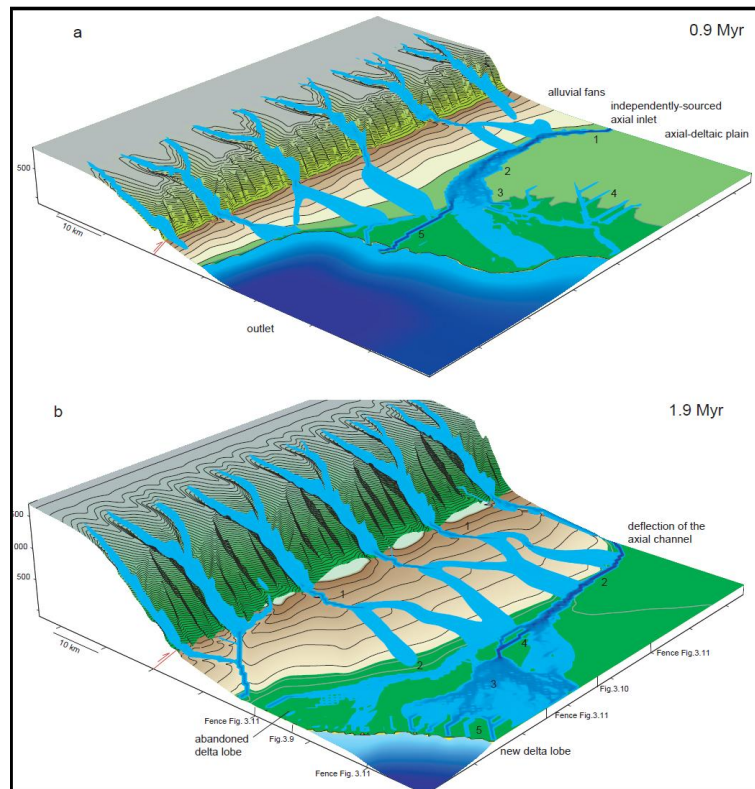 a
0.9 Myr
alluvial fans
independently-sourced
axial inlet
axial-deltaic plain
500
1
2
3
4
5
10 km
outlet
b
1.9 Myr
000
500
1
1
deflection of the
axial channel
2
4
2
3
5
10 km
Fence Fig.3.11
Fig.3.10
Fence Fig.3.11
Fence Fig.3.11
Fig.3.9
abandoned
delta lobe
new delta lobe
Fence Fig. 3.11